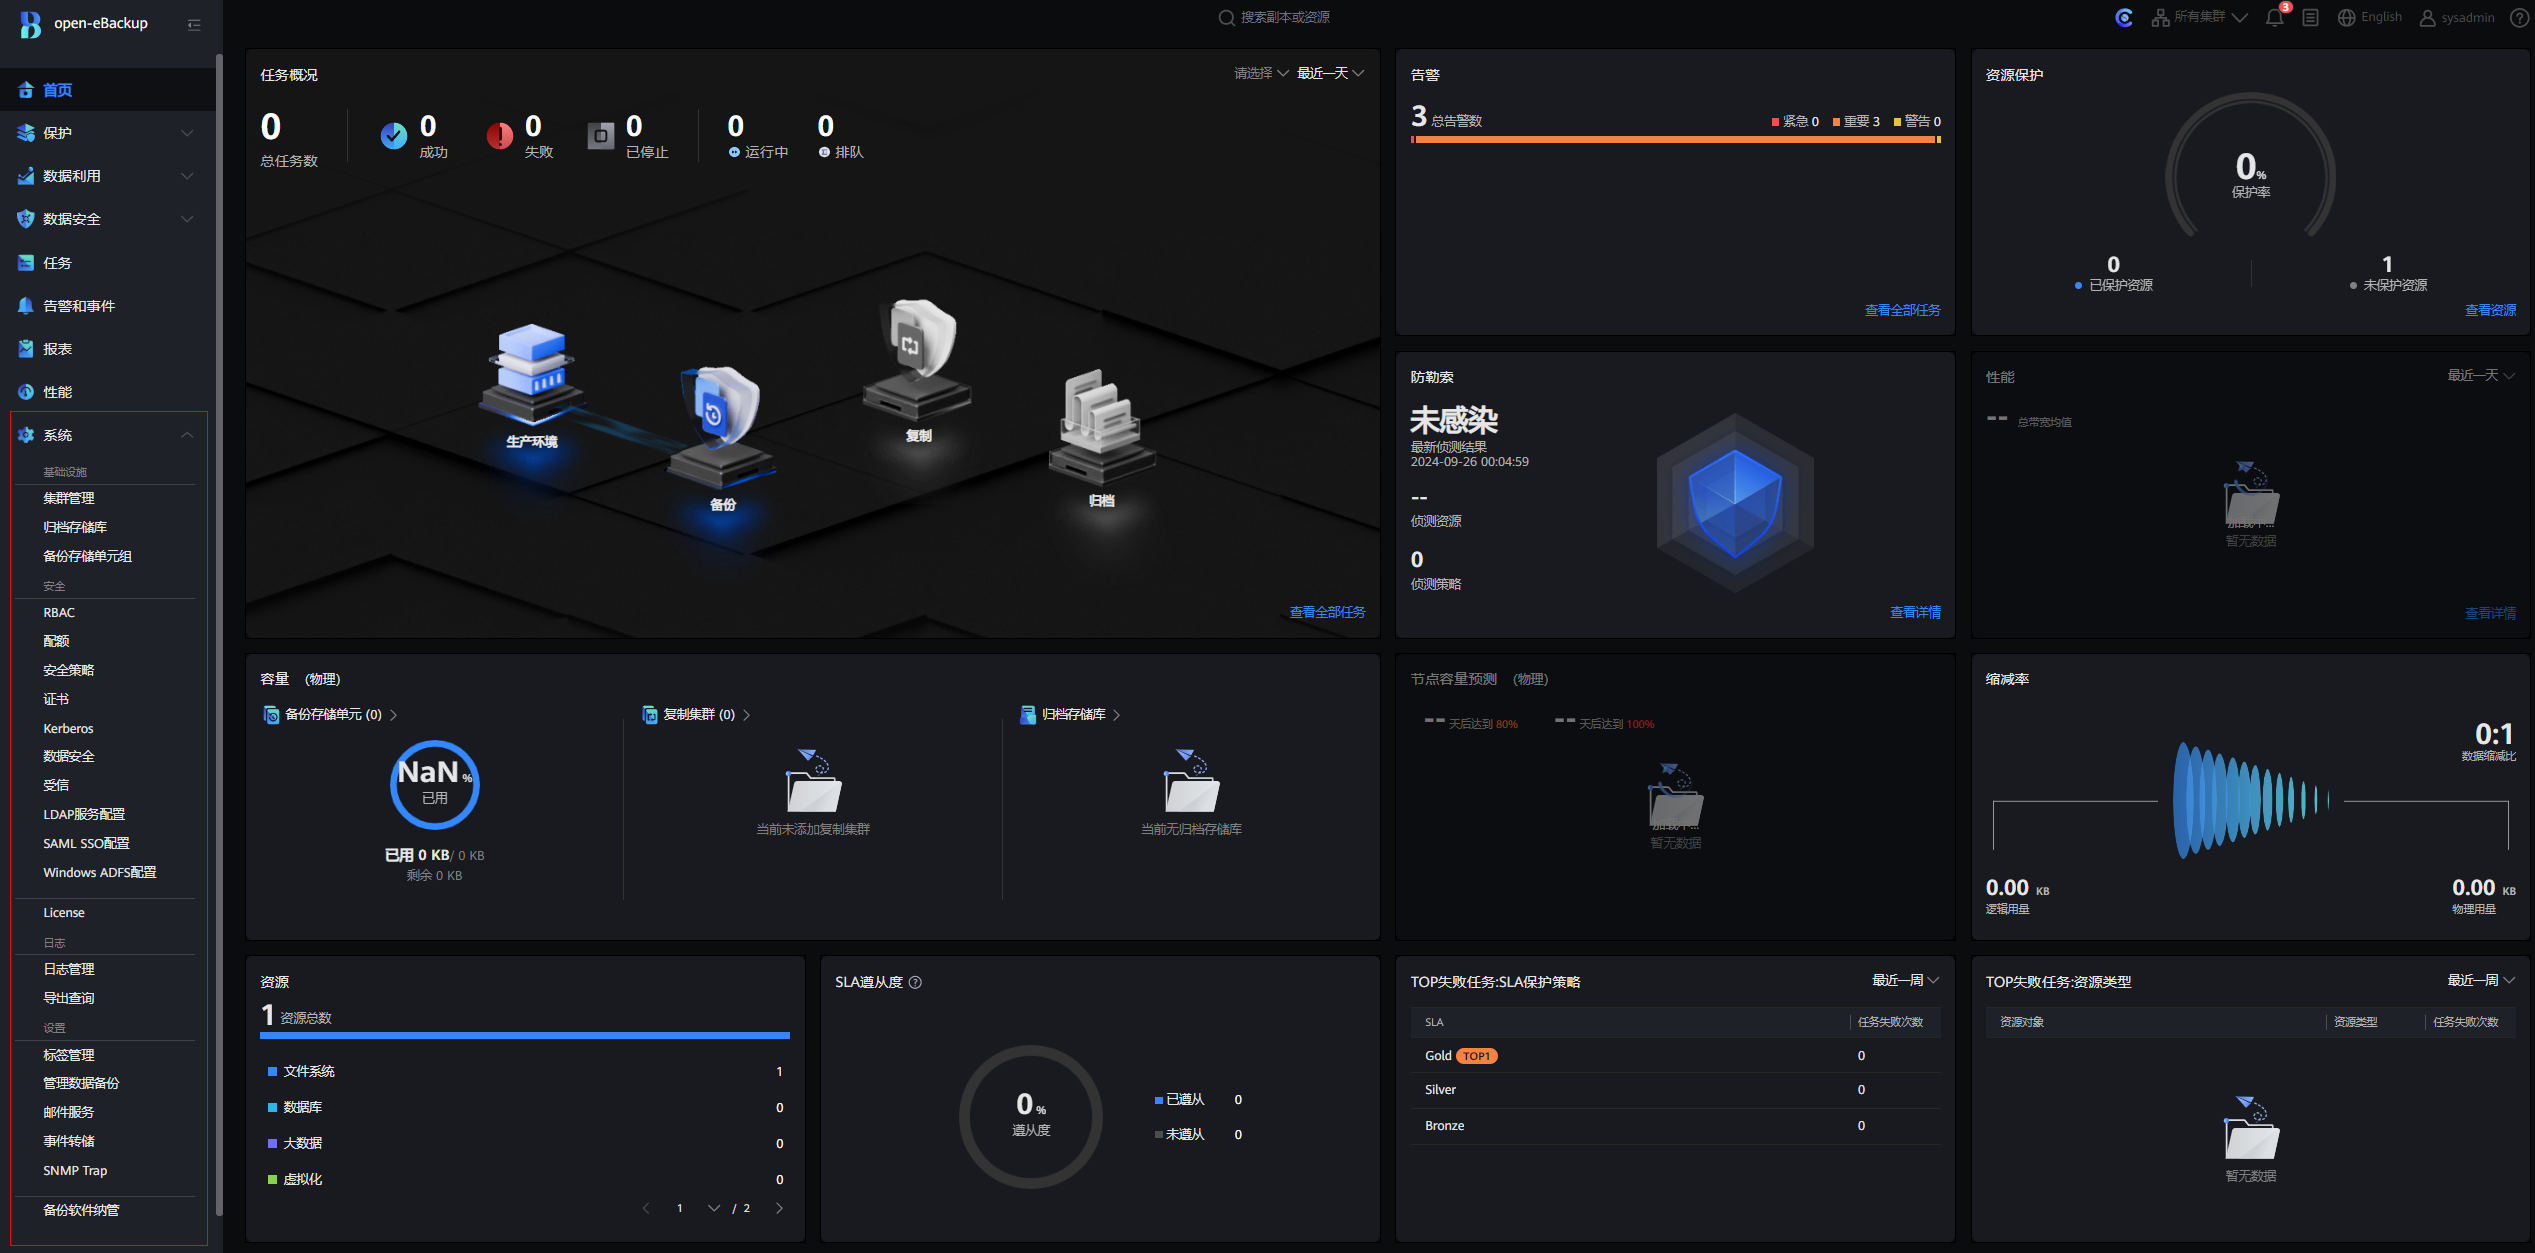 open-eBackup
搜索副本或资源
所有集群
3
English
sysadmin
首页
保护
数据利用
数据安全
任务
告警和事件
报表
性能
系统
基础设施
集群管理
归档存储库
备份存储单元组
安全
RBAC
配额
安全策略
证书
Kerberos
数据安全
受信
LDAP服务配置
SAML SSO配置
Windows ADFS配置
License
日志
日志管理
导出查询
设置
标签管理
管理数据备份
邮件服务
事件转储
SNMP Trap
备份软件纳管
任务概况
请选择 最近一天
0 总任务数
0 成功
0 失败
0 已停止
0 运行中
0 排队
生产环境
备份
复制
归档
查看全部任务
告警
3 总告警数
紧急 0 重要 3 警告 0
查看全部任务
资源保护
0%
保护率
0
已保护资源
1
未保护资源
查看资源
防勒索
未感染
最新侦测结果
2024-09-26 00:04:59
--
侦测资源
0
侦测策略
查看详情
性能
最近一天
-- 总带宽均值
加载中...
暂无数据
查看详情
容量 (物理)
备份存储单元 (0)
NaN%
已用
已用 0 KB/ 0 KB
剩余 0 KB
复制集群 (0)
当前未添加复制集群
归档存储库
当前无归档存储库
节点容量预测 (物理)
-- 天后达到 80%
-- 天后达到 100%
加载中...
暂无数据
缩减率
0:1
数据缩减比
0.00 KB
逻辑用量
0.00 KB
物理用量
资源
1 资源总数
文件系统 1
数据库 0
大数据 0
虚拟化 0
1 / 2
SLA遵从度
0%
遵从度
已遵从 0
未遵从 0
TOP失败任务:SLA保护策略
最近一周
SLA 任务失败次数
Gold TOP1 0
Silver 0
Bronze 0
TOP失败任务:资源类型
最近一周
资源对象 资源类型 任务失败次数
暂无数据